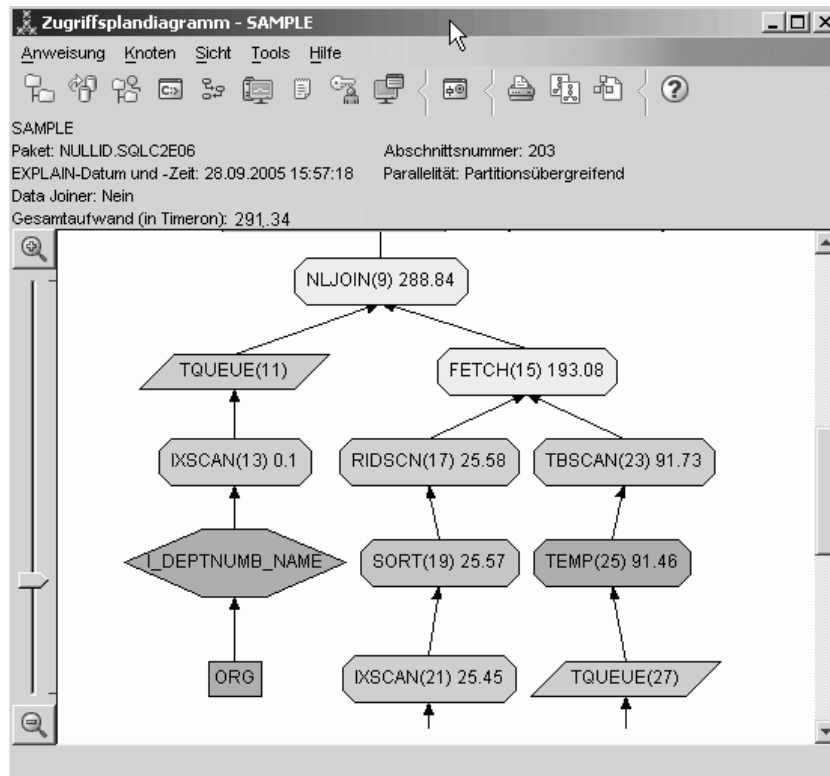 Zugriffsplandiagramm - SAMPLE
Anweisung Knoten Sicht Tools Hilfe
SAMPLE
Paket: NULLID.SQLC2E06 Abschnittsnummer: 203
EXPLAIN-Datum und -Zeit: 28.09.2005 15:57:18 Parallelität: Partitionsübergreifend
Data Joiner: Nein
Gesamtaufwand (in Timeron): 291.34
NLJOIN(9) 288.84
TQUEUE(11) FETCH(15) 193.08
IXSCAN(13) 0.1 RIDSCN(17) 25.58 TBSCAN(23) 91.73
I_DEPTNUMB_NAME SORT(19) 25.57 TEMP(25) 91.46
ORG IXSCAN(21) 25.45 TQUEUE(27)